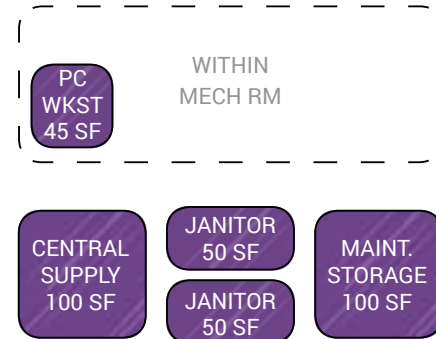 PC
WKST
45 SF
WITHIN
MECH RM
CENTRAL
SUPPLY
100 SF
JANITOR
50 SF
JANITOR
50 SF
MAINT.
STORAGE
100 SF